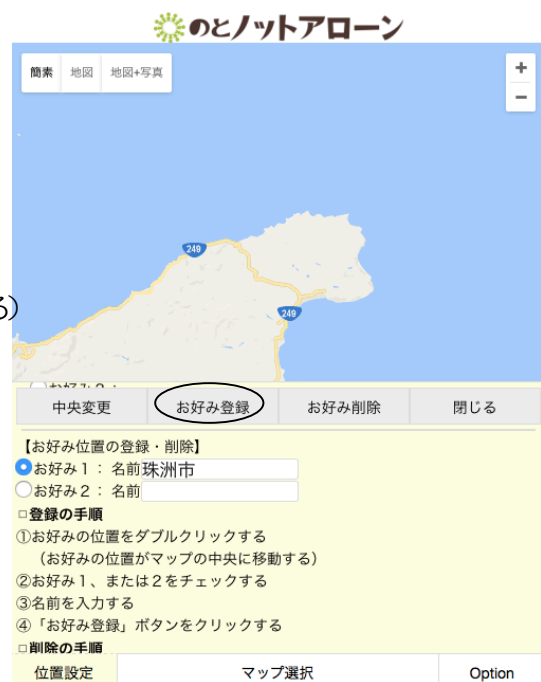 のとノットアローン
簡素 地図 地図+写真
+
−
249
る）
249
中央変更 お好み登録 お好み削除 閉じる
【お好み位置の登録・削除】
お好み１： 名前 珠洲市
お好み２： 名前
□登録の手順
①お好みの位置をダブルクリックする
（お好みの位置がマップの中央に移動する）
②お好み１、または２をチェックする
③名前を入力する
④「お好み登録」ボタンをクリックする
□削除の手順
位置設定 マップ選択 Option